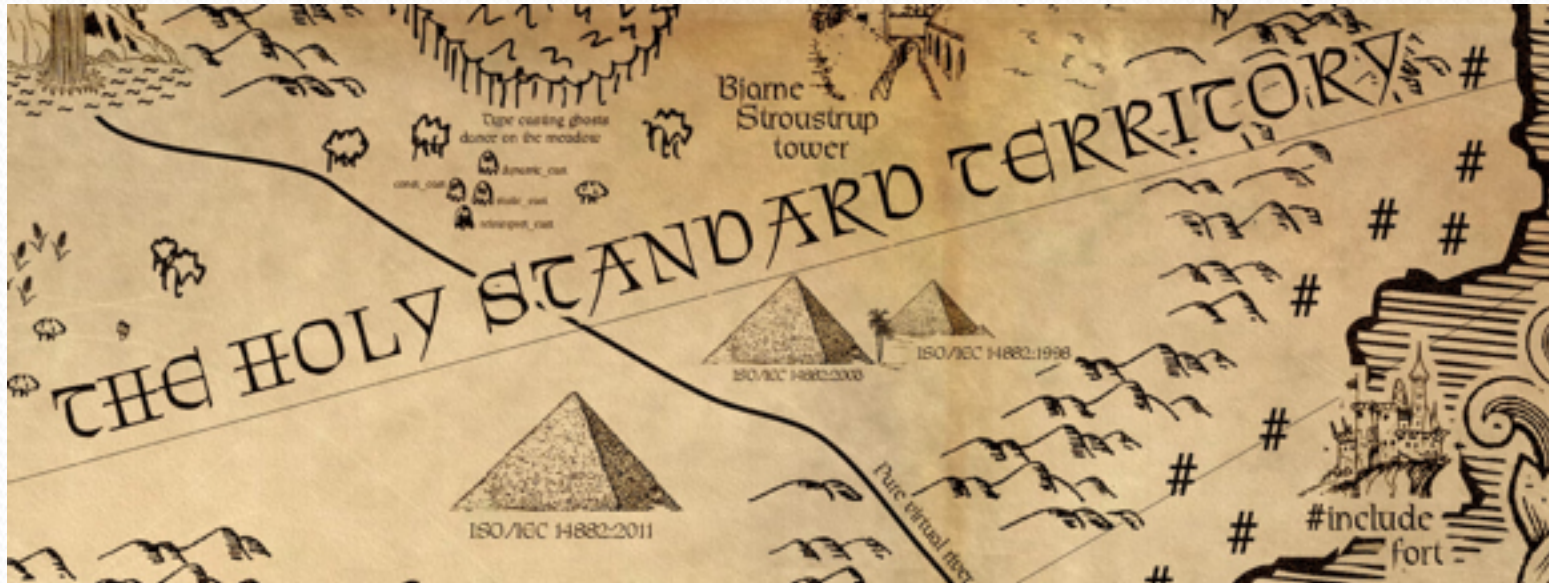 Bjarne
Stroustrup
tower
Type casting ghosts
dance on the meadow
dynamic_cast
const_cast
static_cast
reinterpret_cast
THE HOLY STANDARD TERRITORY
ISO/IEC 14882:2003
ISO/IEC 14882:1998
ISO/IEC 14882:2011
Pure virtual river
#include
fort
# # # # # # # # # # #